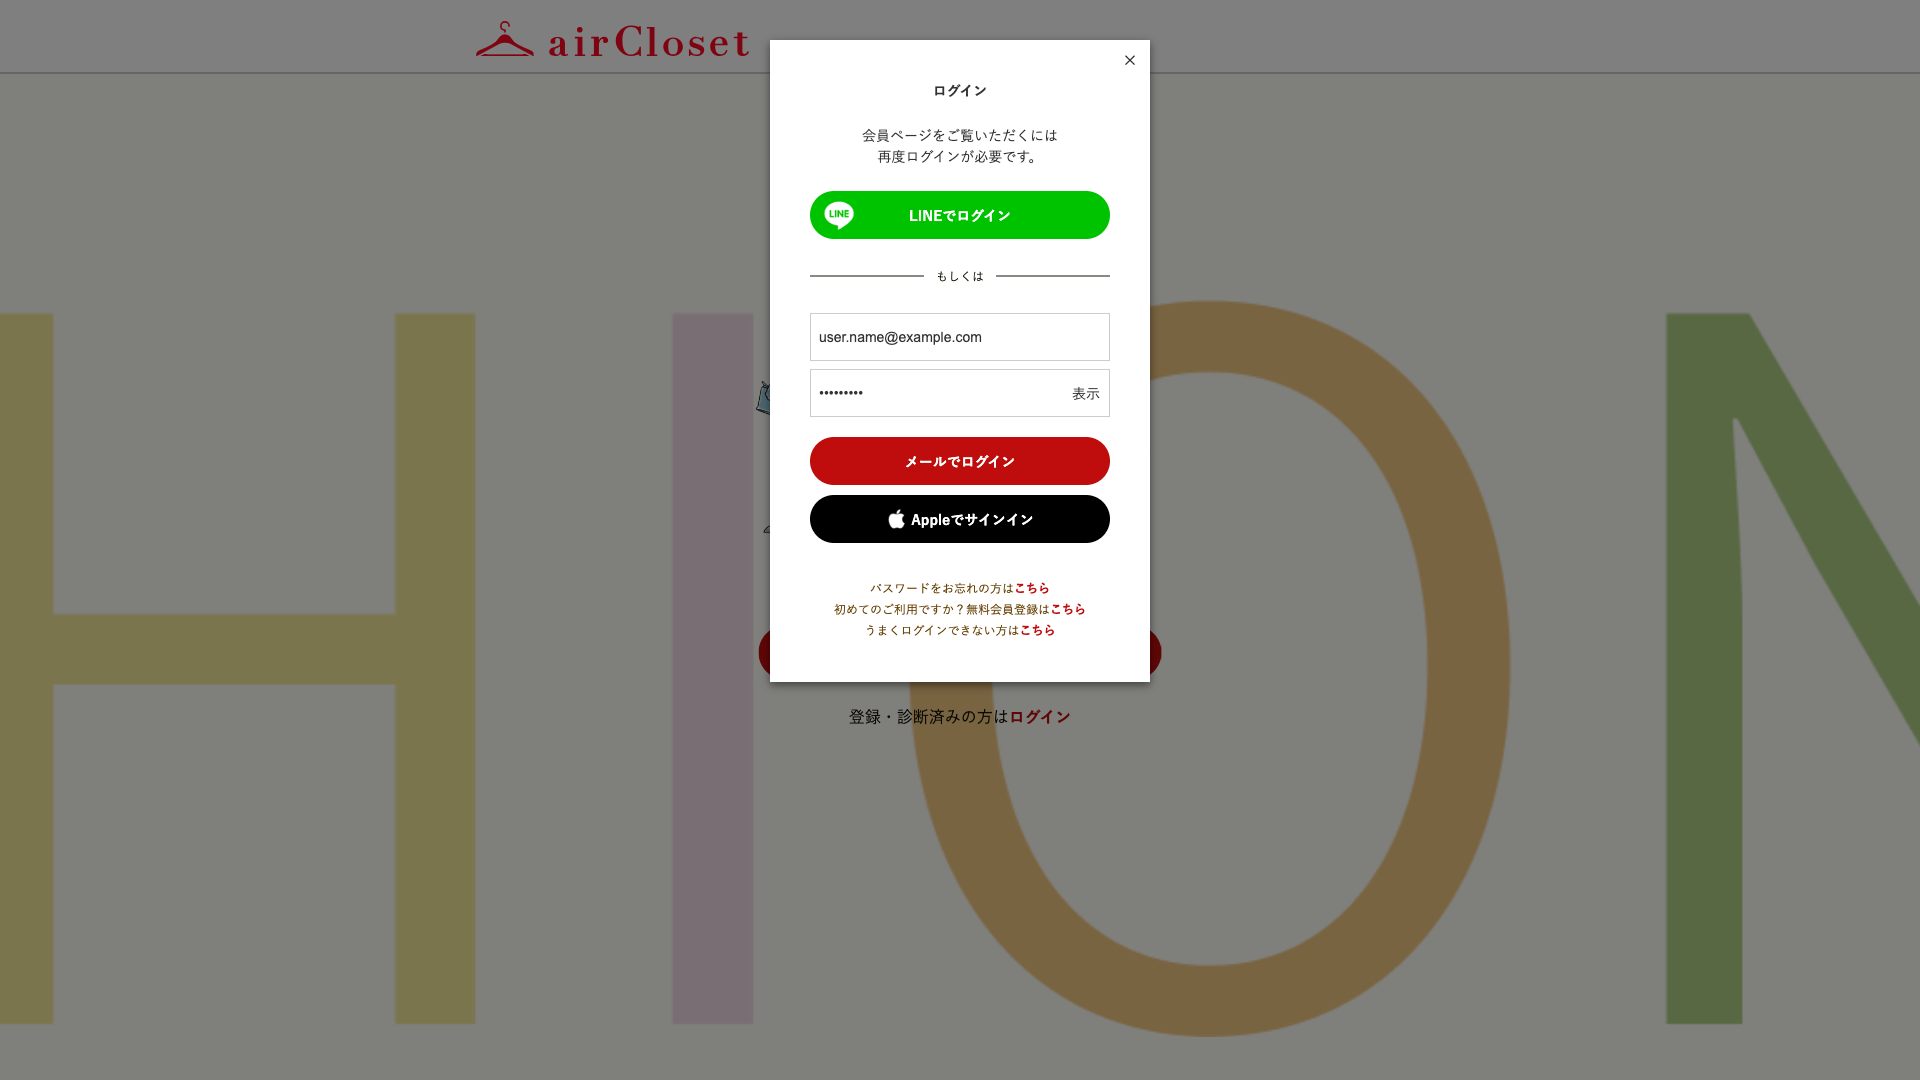 airCloset
ログイン
会員ページをご覧いただくには
再度ログインが必要です。
LINE
LINEでログイン
もしくは
user.name@example.com
•••••••••
表示
メールでログイン
Appleでサインイン
パスワードをお忘れの方はこちら
初めてのご利用ですか？無料会員登録はこちら
うまくログインできない方はこちら
登録・診断済みの方はログイン
HION